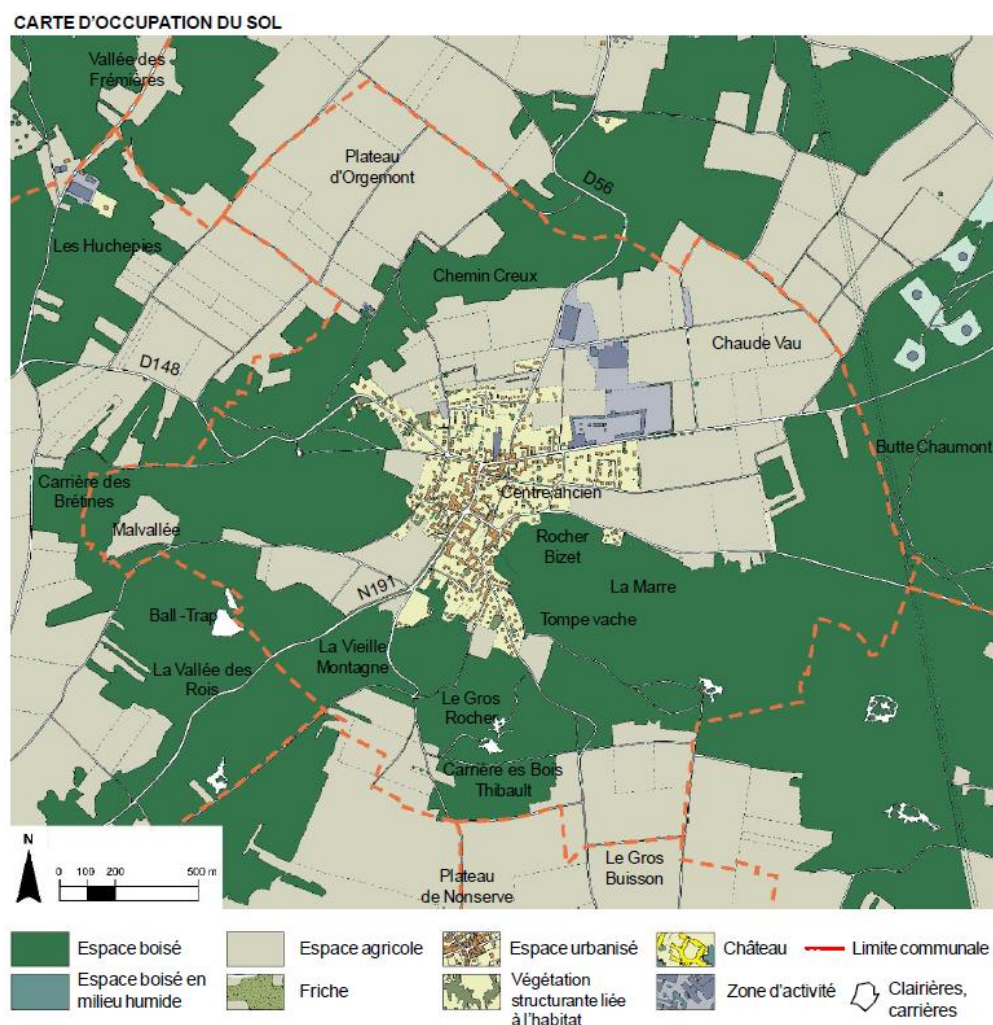 CARTE D'OCCUPATION DU SOL
Vallée des
Frémières
Plateau
d'Orgemont
D56
Les Huchepies
Chemin Creux
Chaude Vau
D148
Butte Chaumont
Carrière des
Brétines
Centre ancien
Malvallée
Rocher
Bizet
N191
La Marre
Ball -Trap
Tompe vache
La Vieille
Montagne
La Vallée des
Rois
Le Gros
Rocher
Carrière es Bois
Thibault
N
0 100 200 500 m
Plateau
de Nonserve
Le Gros
Buisson
Espace boisé
Espace agricole
Espace urbanisé
Château
Limite communale
Espace boisé en
milieu humide
Friche
Végétation
structurante liée
à l'habitat
Zone d'activité
Clairières,
carrières